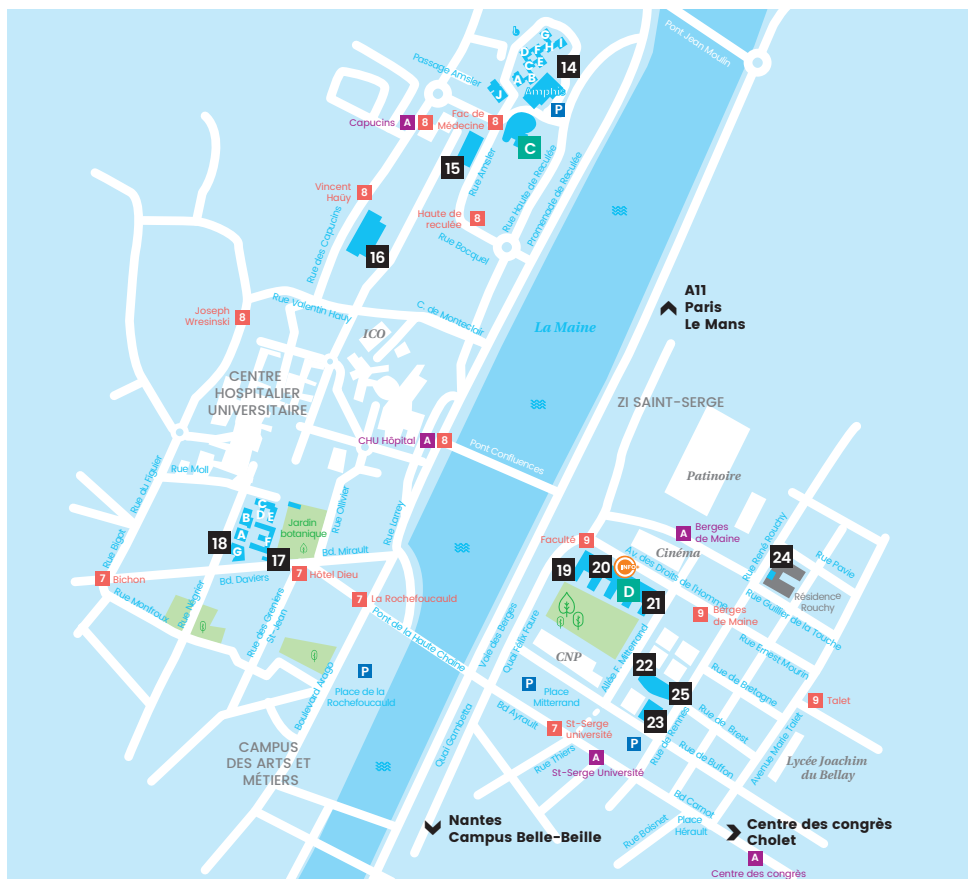 Pont Jean Moulin
G
I
H
F
D
E
C
B
A
14
Passage Amsler
J
Amphis
P
Capucins A 8
Fac de
Médecine 8
C
15
Rue Amsler
Rue Haute de Reculée
Promenade de Reculée
Vincent
Haüy 8
Haute de
reculée 8
Rue des Capucins
16
Rue Bocquel
A11
Paris
Le Mans
Rue Valentin Haüy
C. de Monteclair
Joseph
Wresinski 8
ICO
La Maine
CENTRE
HOSPITALIER
UNIVERSITAIRE
ZI SAINT-SERGE
CHU Hôpital A 8
Pont Confluences
Rue du Figuier
Rue Moll
Patinoire
Rue Ollivier
Rue Larrey
C
D
E
B
A
F
G
Jardin
botanique
18
17
Bd. Mirault
Rue Bigot
7 Bichon
Bd. Daviers
7 Hôtel Dieu
Rue Monfroux
Rue Négrier
Rue des Greniers
St-Jean
7 La Rochefoucauld
Pont de la Haute Chaine
Faculté 9
A Berges
de Maine
Cinéma
Av. des Droits de l'Homme
19
20
INFO
D
21
24
Rue René Rouchy
Rue Pavie
Résidence
Rouchy
9 Berges
de Maine
Rue Guillier de la Touche
Rue Ernest Mourin
Voie des Berges
Quai Félix Faure
CNP
Allée F. Mitterrand
22
25
23
Rue de Bretagne
Rue de Brest
P
Place de la
Rochefoucauld
Boulevard Arago
P
Place
Mitterrand
Bd Ayrault
7 St-Serge
université
P
Rue de Rennes
9 Talet
Avenue Marie Talet
Quai Gambetta
Rue Thiers
A
St-Serge Université
Rue de Buffon
Lycée Joachim
du Bellay
CAMPUS
DES ARTS ET
MÉTIERS
Bd Carnot
Nantes
Campus Belle-Beille
Rue Boisnet
Place
Hérault
Centre des congrès
Cholet
A
Centre des congrès